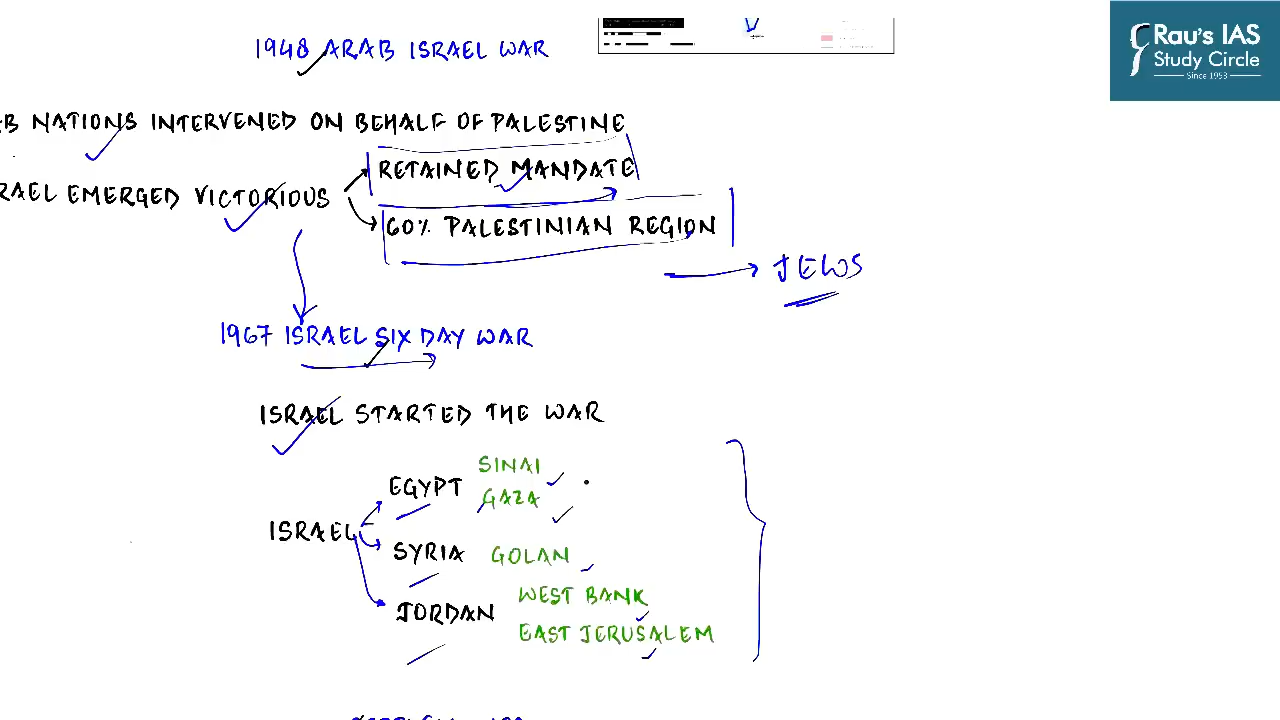 Rau's IAS
Study Circle
Since 1953
1948 ARAB ISRAEL WAR
NATIONS INTERVENED ON BEHALF OF PALESTINE
RETAINED MANDATE
EMERGED VICTORIOUS
60% PALESTINIAN REGION
JEWS
1967 ISRAEL SIX DAY WAR
ISRAEL STARTED THE WAR
SINAI
EGYPT
GAZA
ISRAEL
SYRIA GOLAN
WEST BANK
JORDAN
EAST JERUSALEM